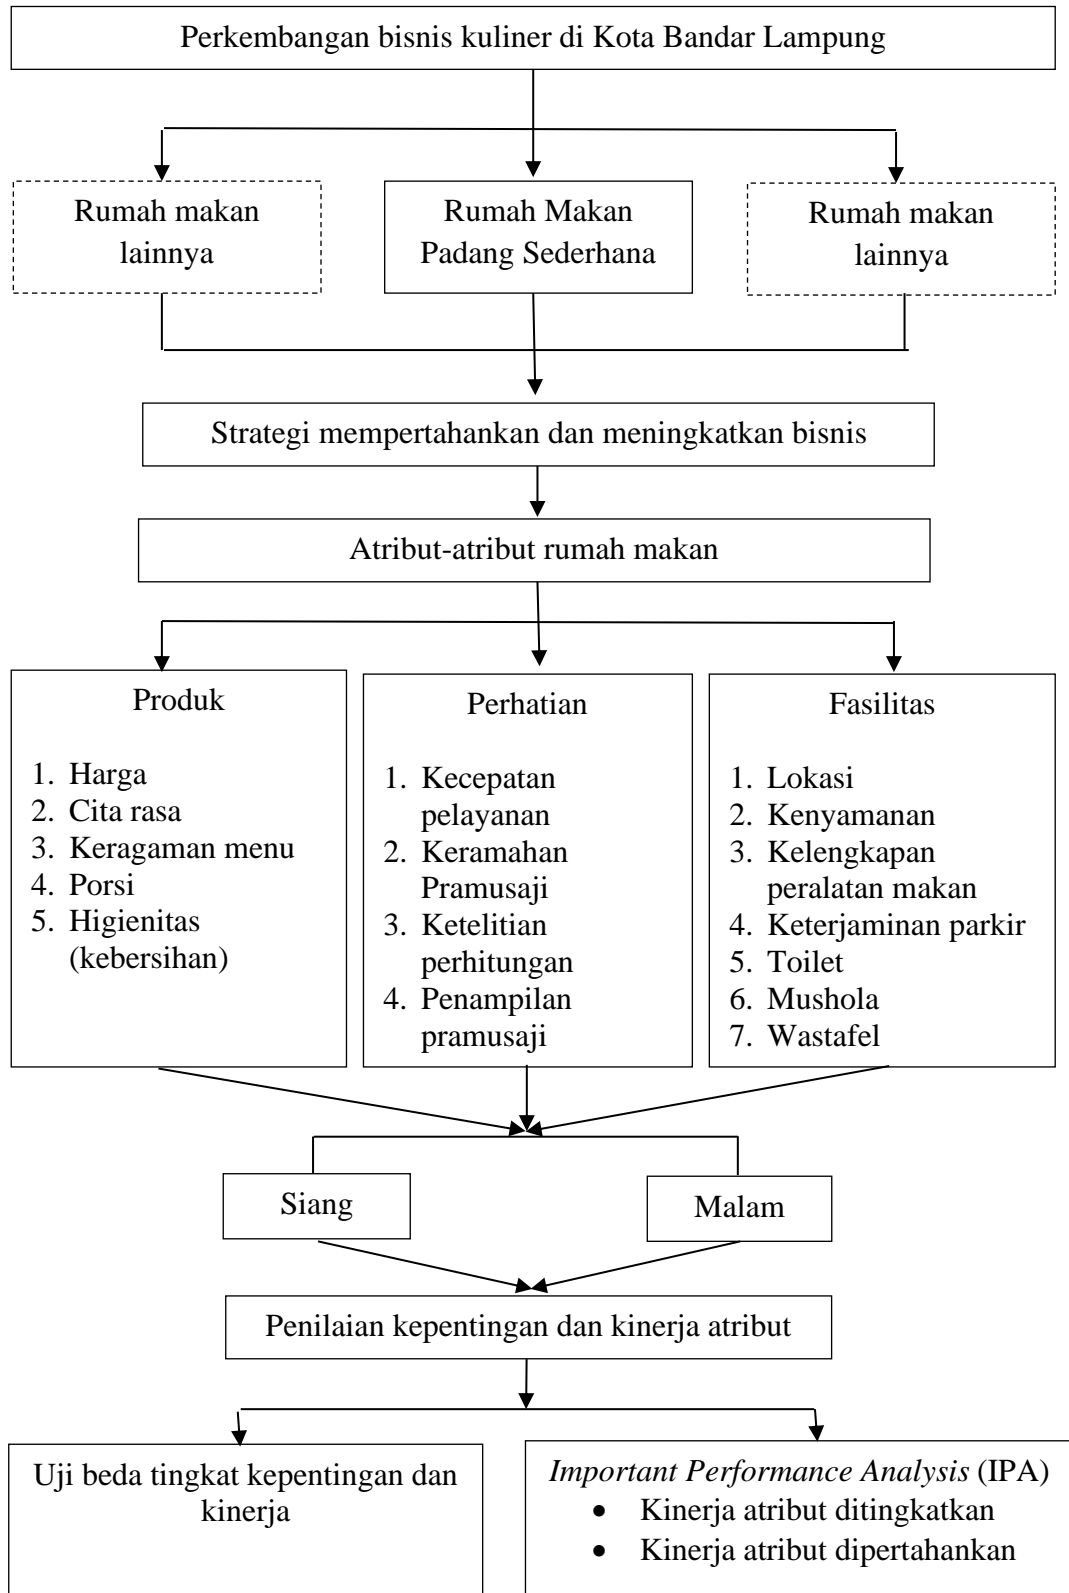 Perkembangan bisnis kuliner di Kota Bandar Lampung
Rumah makan
lainnya
Rumah Makan
Padang Sederhana
Rumah makan
lainnya
Strategi mempertahankan dan meningkatkan bisnis
Atribut-atribut rumah makan
Produk
1. Harga
2. Cita rasa
3. Keragaman menu
4. Porsi
5. Higienitas
(kebersihan)
Perhatian
1. Kecepatan
pelayanan
2. Keramahan
Pramusaji
3. Ketelitian
perhitungan
4. Penampilan
pramusaji
Fasilitas
1. Lokasi
2. Kenyamanan
3. Kelengkapan
peralatan makan
4. Keterjaminan parkir
5. Toilet
6. Mushola
7. Wastafel
Siang
Malam
Penilaian kepentingan dan kinerja atribut
Uji beda tingkat kepentingan dan
kinerja
Important Performance Analysis (IPA)
• Kinerja atribut ditingkatkan
• Kinerja atribut dipertahankan